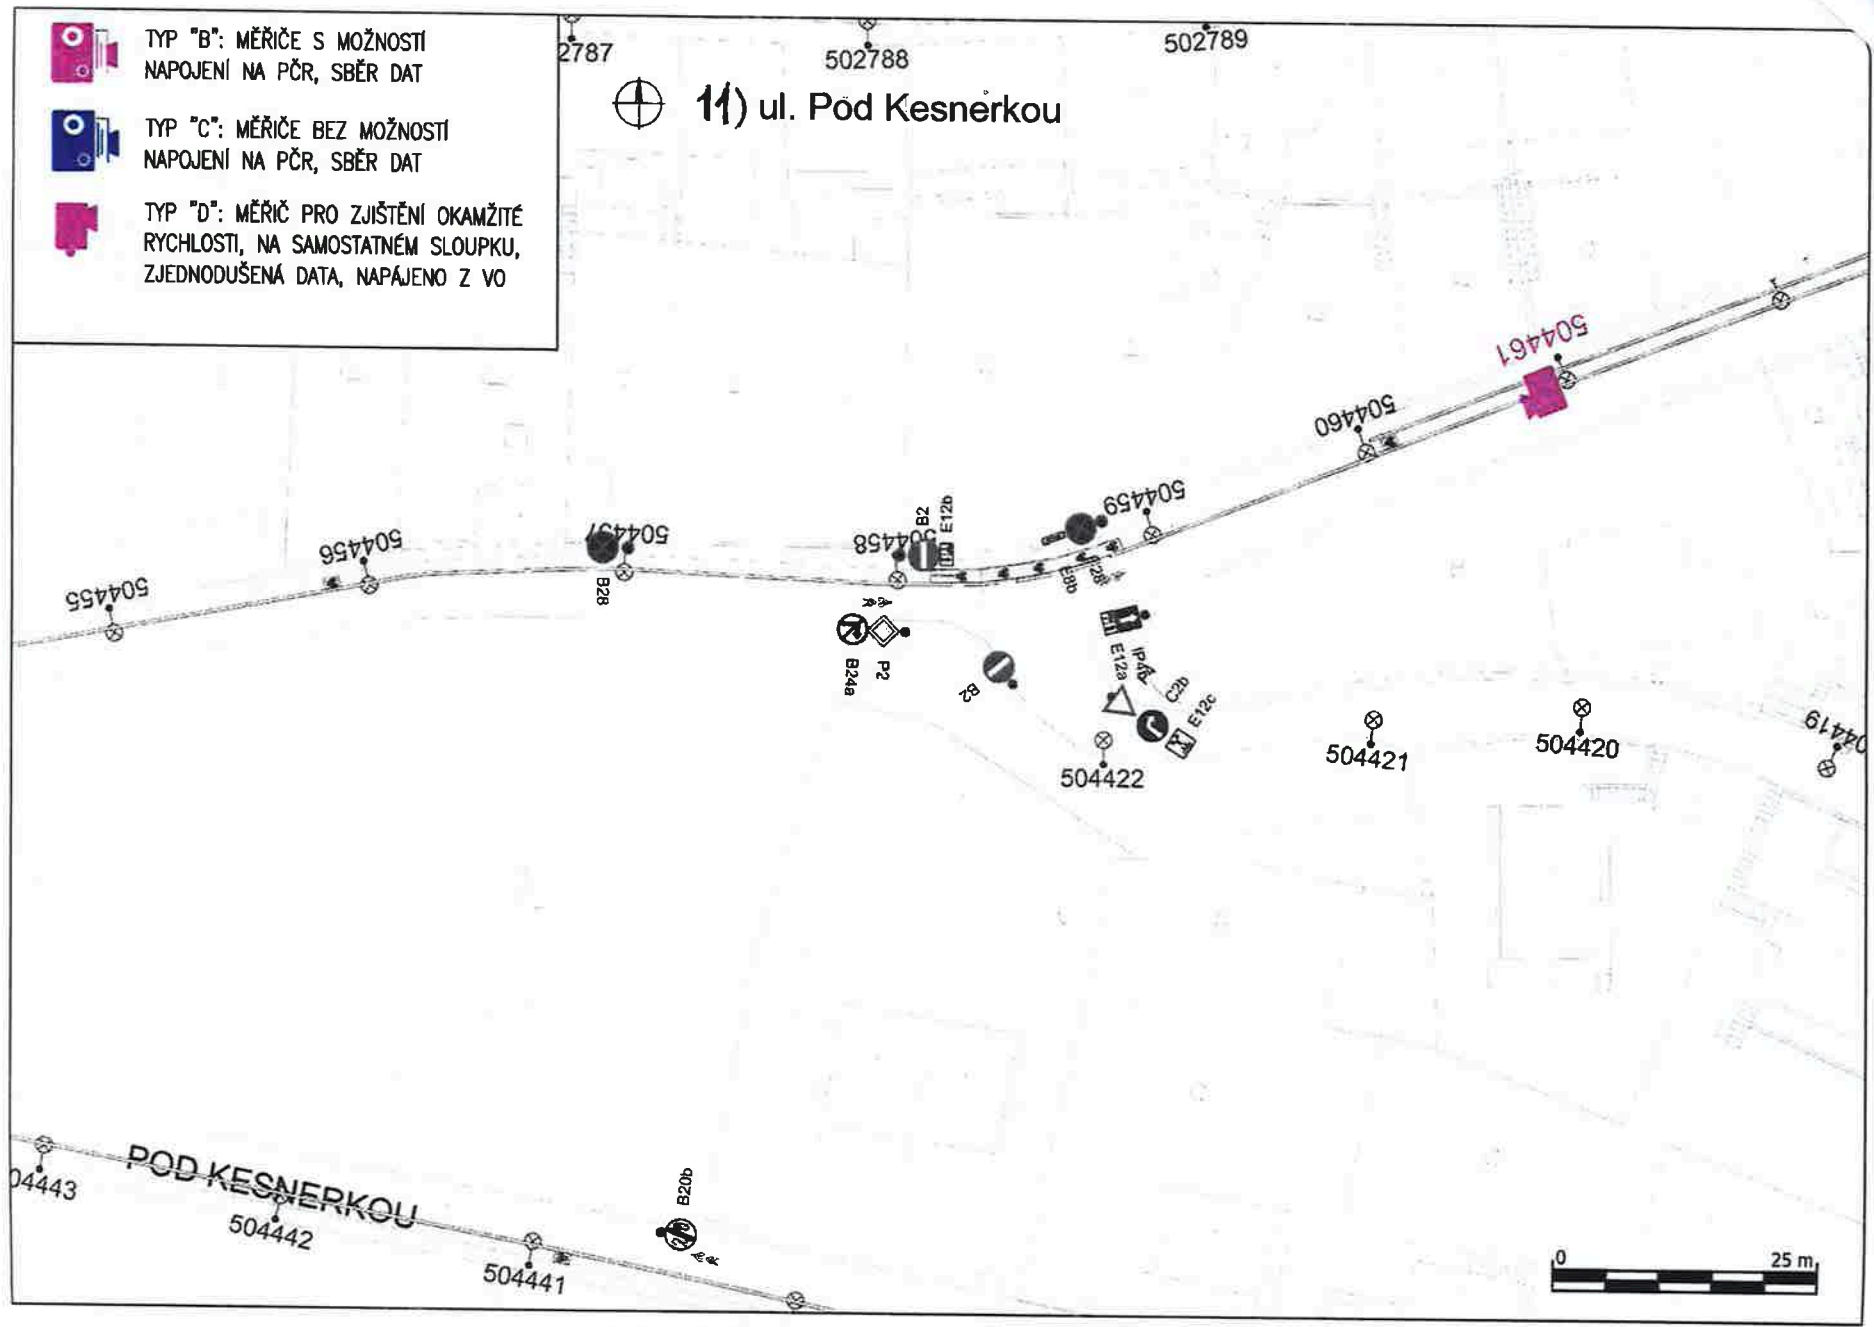 TYP "B": MĚŘIČE S MOŽNOSTÍ
NAPOJENÍ NA PČR, SBĚR DAT
TYP "C": MĚŘIČE BEZ MOŽNOSTÍ
NAPOJENÍ NA PČR, SBĚR DAT
TYP "D": MĚŘIČ PRO ZJIŠTĚNÍ OKAMŽITÉ
RYCHLOSTI, NA SAMOSTATNÉM SLOUPKU,
ZJEDNODUŠENÁ DATA, NAPÁJENO Z VO
2787
502788
502789
11) ul. Pod Kesnerkou
504461
504460
504459
504458
504457
504456
504455
B2
E12b
B28
E8b
B24a
P2
B2
E12a
IP4b
C2b
E12c
504422
504421
504420
04419
04443
POD KESNERKOU
504442
504441
B20b
0
25 m